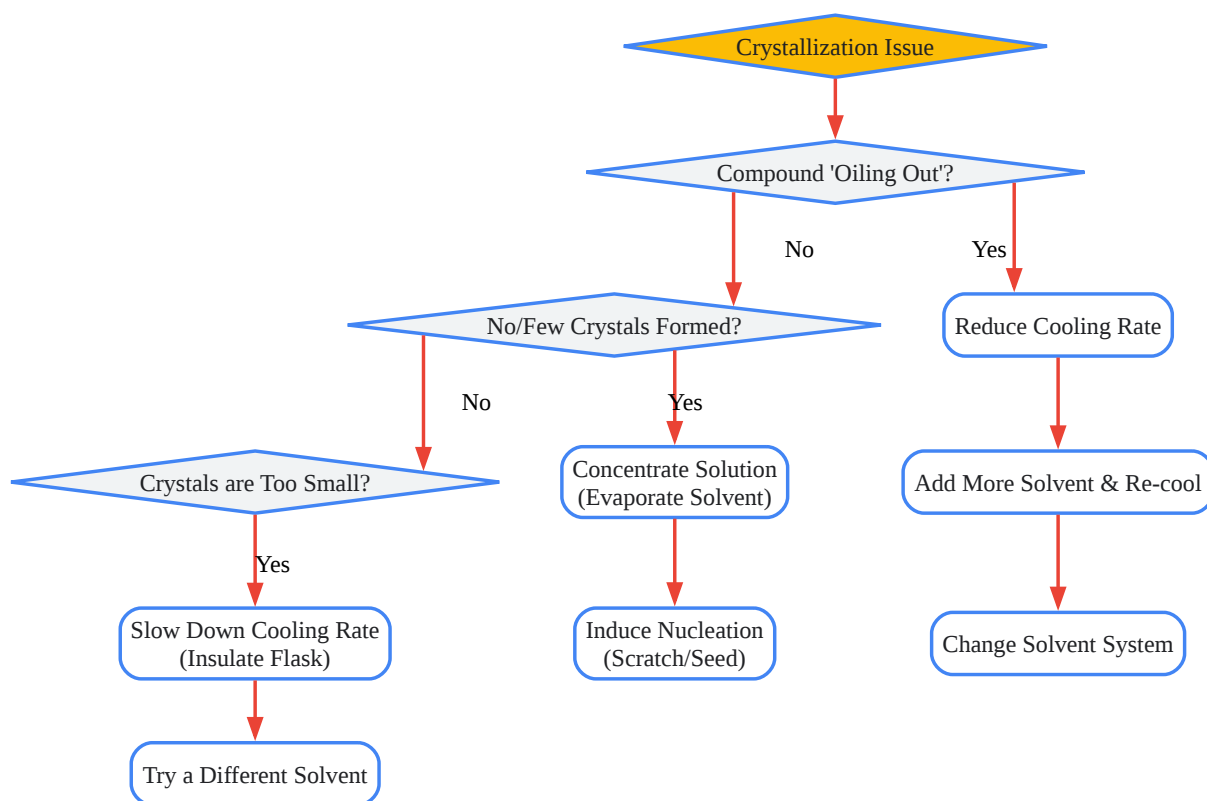 Crystallization Issue
Compound 'Oiling Out'?
No
Yes
No/Few Crystals Formed?
Reduce Cooling Rate
No
Yes
Crystals are Too Small?
Concentrate Solution
(Evaporate Solvent)
Add More Solvent & Re-cool
Yes
Slow Down Cooling Rate
(Insulate Flask)
Induce Nucleation
(Scratch/Seed)
Change Solvent System
Try a Different Solvent